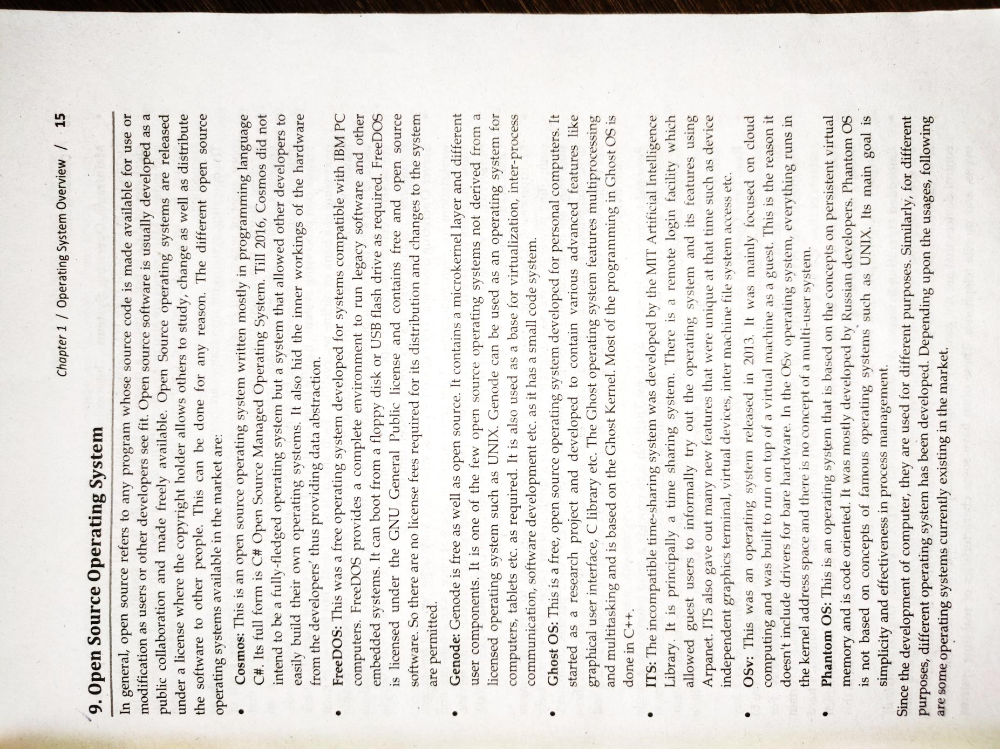 Chapter 1 / Operating System Overview / 15
9. Open Source Operating System
In general, open source refers to any program whose source code is made available for use or
modification as users or other developers see fit. Open source software is usually developed as a
public collaboration and made freely available. Open Source operating systems are released
under a license where the copyright holder allows others to study, change as well as distribute
the software to other people. This can be done for any reason. The different open source
operating systems available in the market are:
• Cosmos: This is an open source operating system written mostly in programming language
C#. Its full form is C# Open Source Managed Operating System. Till 2016, Cosmos did not
intend to be a fully-fledged operating system but a system that allowed other developers to
easily build their own operating systems. It also hid the inner workings of the hardware
from the developers' thus providing data abstraction.
• FreeDOS: This was a free operating system developed for systems compatible with IBM PC
computers. FreeDOS provides a complete environment to run legacy software and other
embedded systems. It can boot from a floppy disk or USB flash drive as required. FreeDOS
is licensed under the GNU General Public license and contains free and open source
software. So there are no license fees required for its distribution and changes to the system
are permitted.
• Genode: Genode is free as well as open source. It contains a microkernel layer and different
user components. It is one of the few open source operating systems not derived from a
licensed operating system such as UNIX. Genode can be used as an operating system for
computers, tablets etc. as required. It is also used as a base for virtualization, inter-process
communication, software development etc. as it has a small code system.
• Ghost OS: This is a free, open source operating system developed for personal computers. It
started as a research project and developed to contain various advanced features like
graphical user interface, C library etc. The Ghost operating system features multiprocessing
and multitasking and is based on the Ghost Kernel. Most of the programming in Ghost OS is
done in C++.
• ITS: The incompatible time-sharing system was developed by the MIT Artificial Intelligence
Library. It is principally a time sharing system. There is a remote login facility which
allowed guest users to informally try out the operating system and its features using
Arpanet. ITS also gave out many new features that were unique at that time such as device
independent graphics terminal, virtual devices, inter machine file system access etc.
• OSv: This was an operating system released in 2013. It was mainly focused on cloud
computing and was built to run on top of a virtual machine as a guest. This is the reason it
doesn't include drivers for bare hardware. In the OSv operating system, everything runs in
the kernel address space and there is no concept of a multi-user system.
• Phantom OS: This is an operating system that is based on the concepts on persistent virtual
memory and is code oriented. It was mostly developed by Russian developers. Phantom OS
is not based on concepts of famous operating systems such as UNIX. Its main goal is
simplicity and effectiveness in process management.
Since the development of computer, they are used for different purposes. Similarly, for different
purposes, different operating system has been developed. Depending upon the usages, following
are some operating systems currently existing in the market.